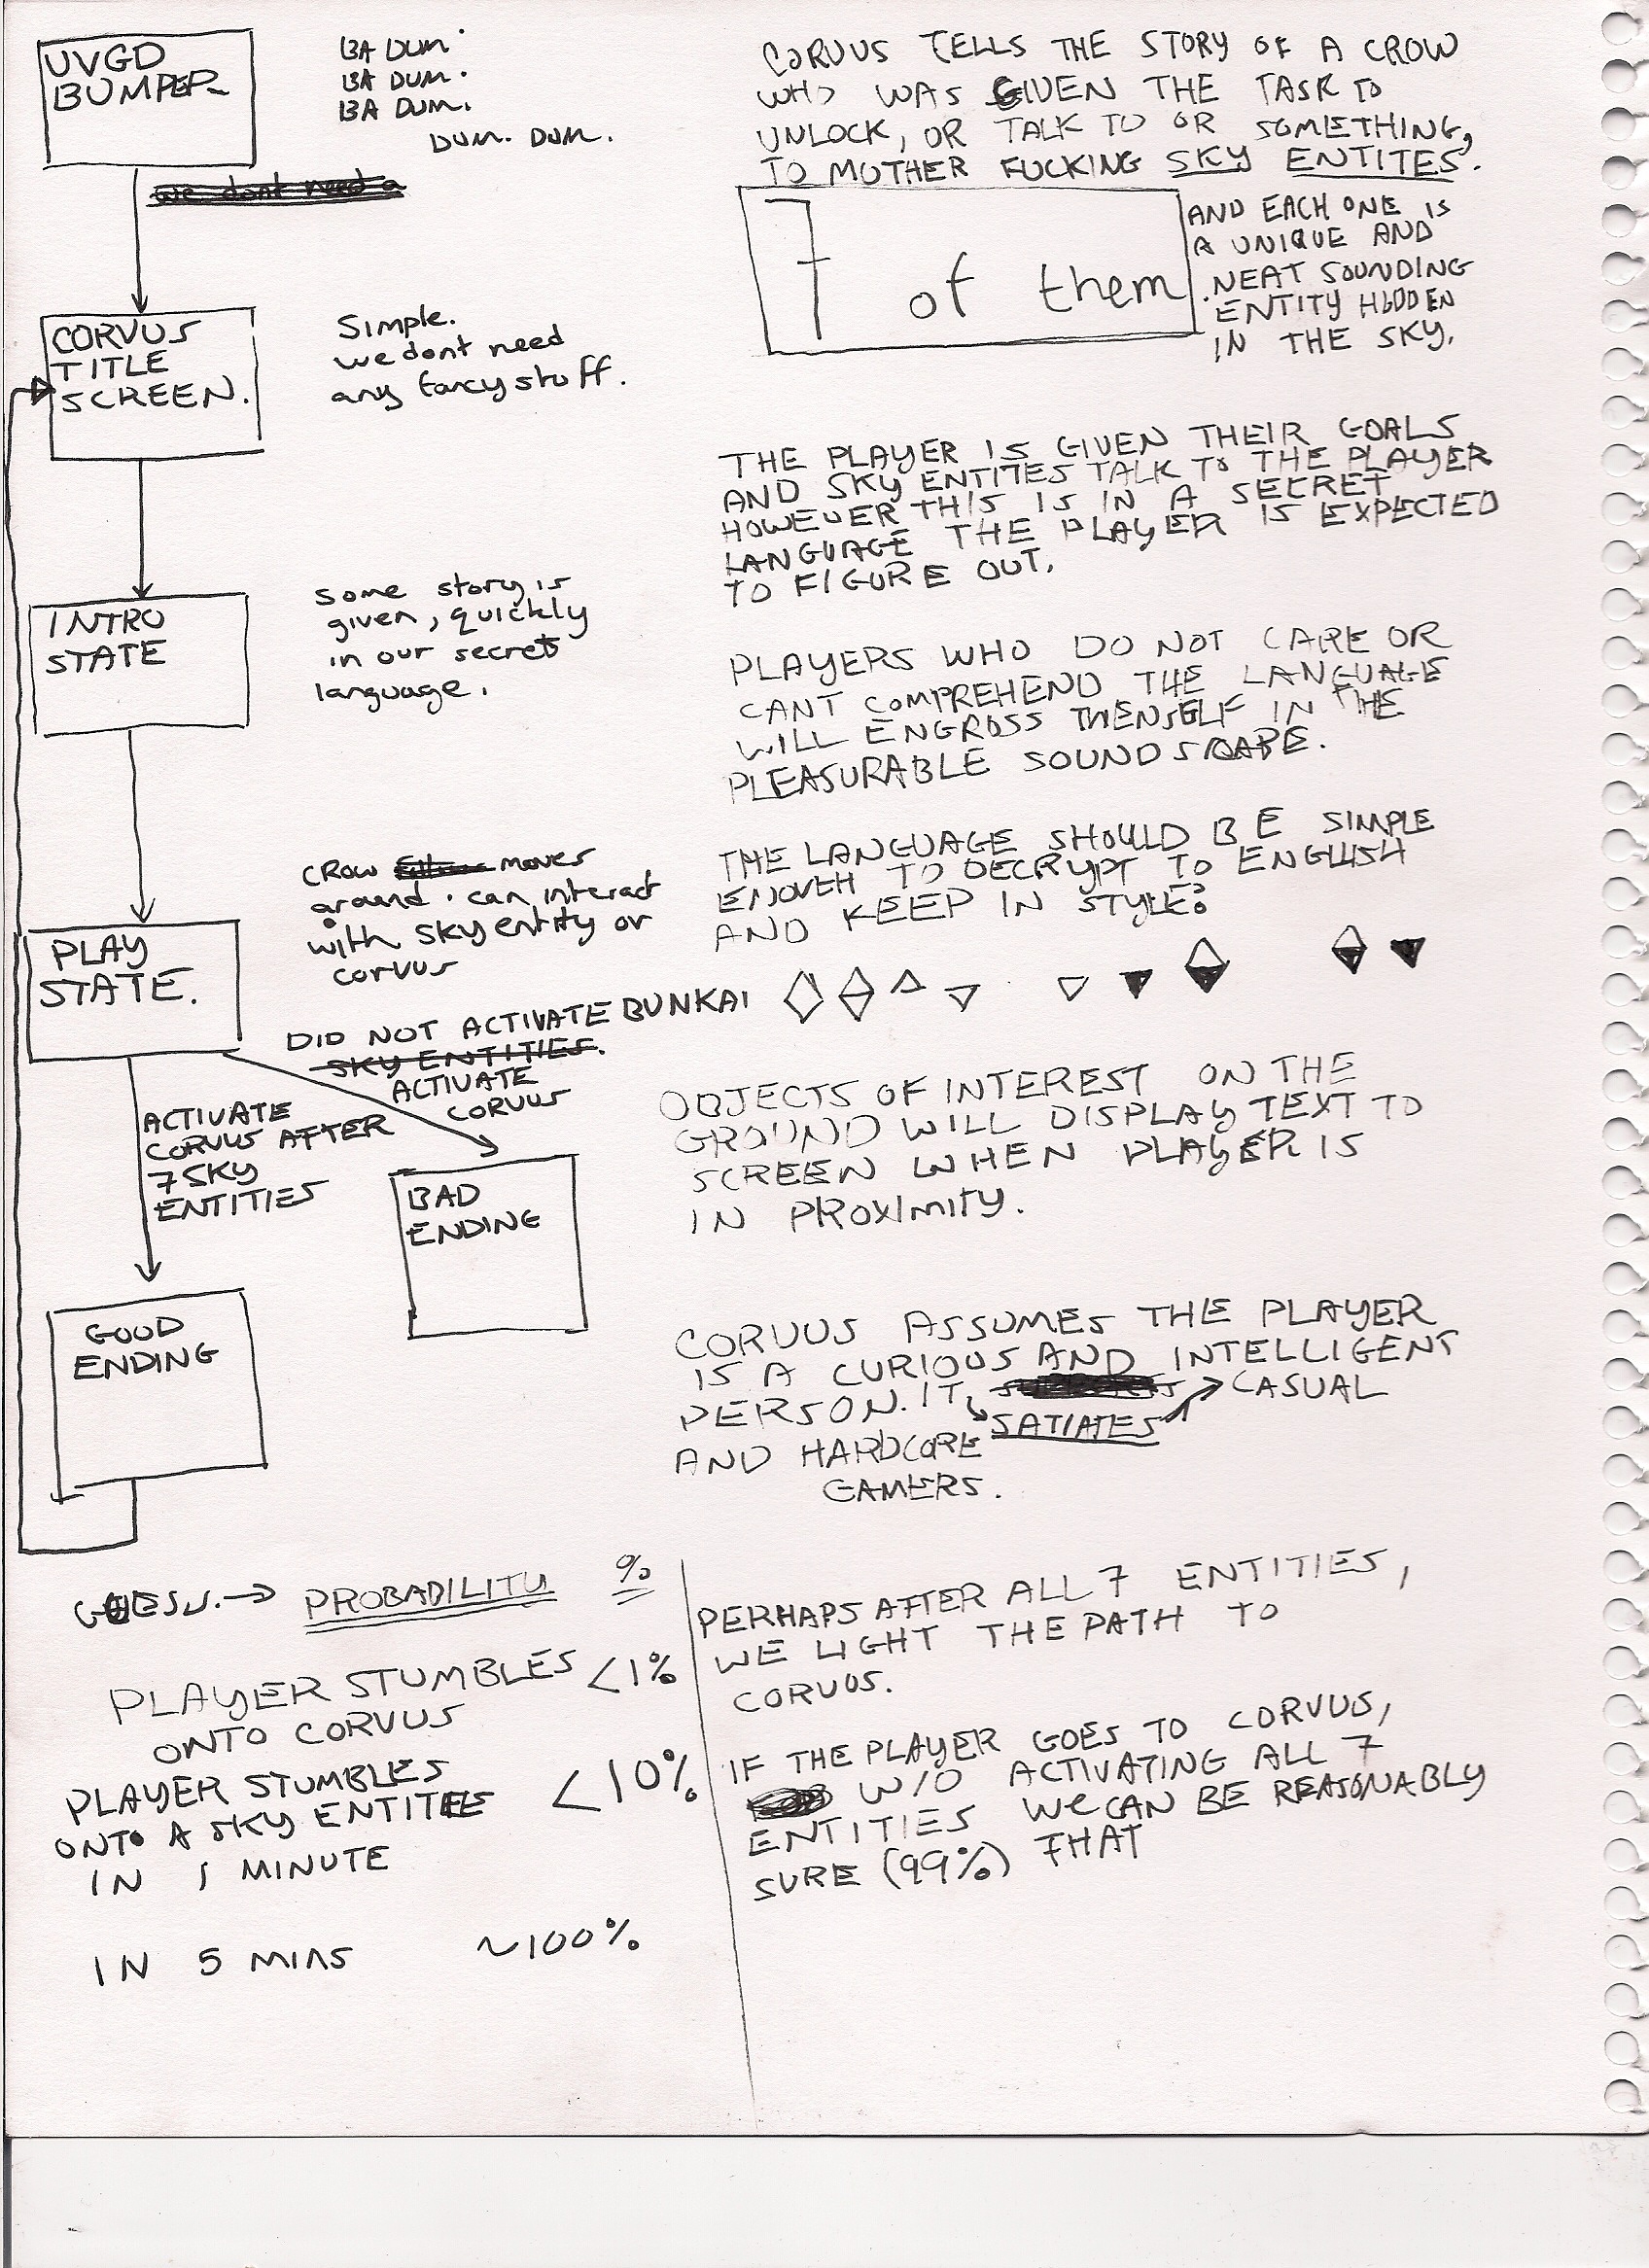 UVGD
BUMPER
BA DUM.
BA DUM.
BA DUM.
DUM. DUM.
we dont need a
CORVUS
TITLE
SCREEN.
Simple.
we dont need
any fancy stuff.
INTRO
STATE
some story is
given, quickly
in our secret
language.
PLAY
STATE.
CROW moves
around. can interact
with sky entity or
corvus
DID NOT ACTIVATE BUNKAI
SKY ENTITIES.
ACTIVATE
CORVUS
ACTIVATE
CORVUS AFTER
7 SKY
ENTITIES
BAD
ENDING
GOOD
ENDING
CORVUS TELLS THE STORY OF A CROW
WHO WAS GIVEN THE TASK TO
UNLOCK, OR TALK TO OR SOMETHING,
TO MOTHER FUCKING SKY ENTITES.
7 of them
AND EACH ONE IS
A UNIQUE AND
NEAT SOUNDING
ENTITY HIDDEN
IN THE SKY.
THE PLAYER IS GIVEN THEIR GOALS
AND SKY ENTITES TALK TO THE PLAYER
HOWEVER THIS IS IN A SECRET
LANGUAGE THE PLAYER IS EXPECTED
TO FIGURE OUT.
PLAYERS WHO DO NOT CARE OR
CANT COMPREHEND THE LANGUAGE
WILL ENGROSS THEMSELF IN THE
PLEASURABLE SOUNDSCAPE.
THE LANGUAGE SHOULD BE SIMPLE
ENOUGH TO DECRYPT TO ENGLISH
AND KEEP IN STYLE:
OBJECTS OF INTEREST ON THE
GROUND WILL DISPLAY TEXT TO
SCREEN WHEN PLAYER IS
IN PROXIMITY.
CORVUS ASSUMES THE PLAYER
IS A CURIOUS AND INTELLIGENT
PERSON. IT SATIATES CASUAL
AND HARDCORE
GAMERS.
GUESS. → PROBABILITY %
PLAYER STUMBLES <1%
ONTO CORVUS
PLAYER STUMBLES
ONTO A SKY ENTITIE <10%
IN 1 MINUTE
IN 5 MINS ~100%
PERHAPS AFTER ALL 7 ENTITIES,
WE LIGHT THE PATH TO
CORVUS.
IF THE PLAYER GOES TO CORVUS,
W/O ACTIVATING ALL 7
ENTITIES WE CAN BE REASONABLY
SURE (99%) THAT